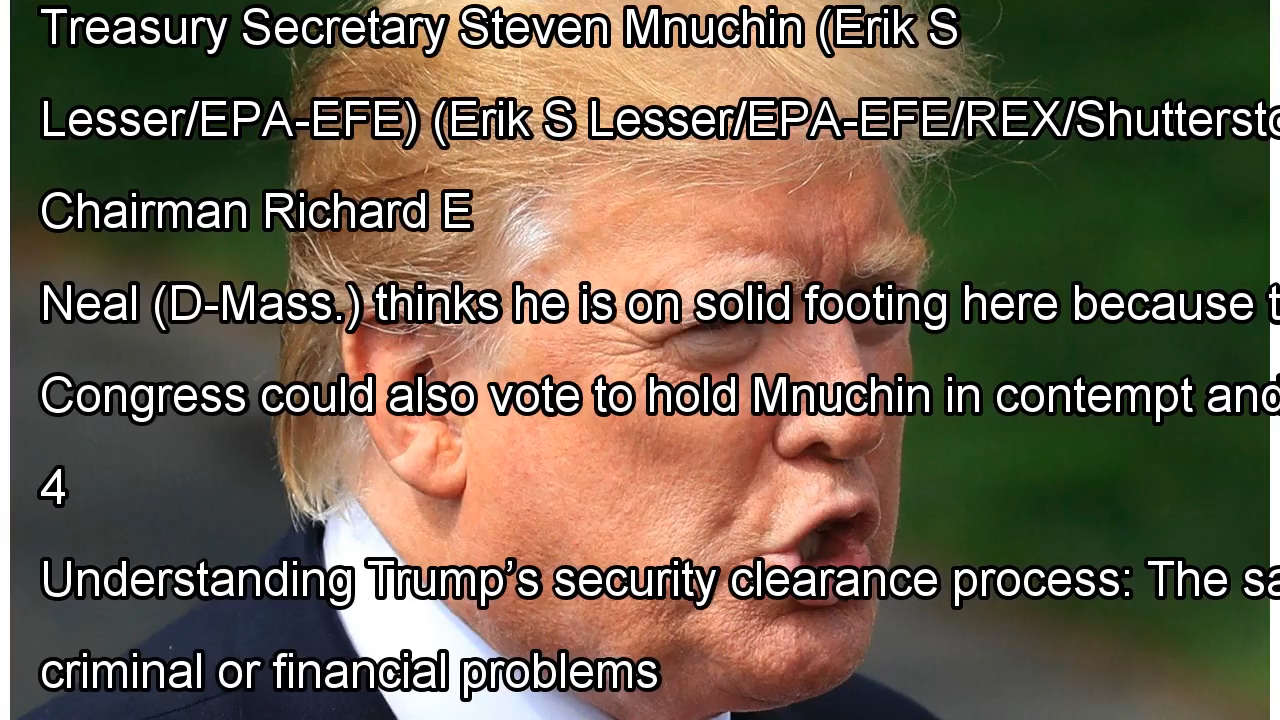 Treasury Secretary Steven Mnuchin (Erik S
Lesser/EPA-EFE) (Erik S Lesser/EPA-EFE/REX/Shuttersto
Chairman Richard E
Neal (D-Mass.) thinks he is on solid footing here because t
Congress could also vote to hold Mnuchin in contempt and
4
Understanding Trump’s security clearance process: The sa
criminal or financial problems